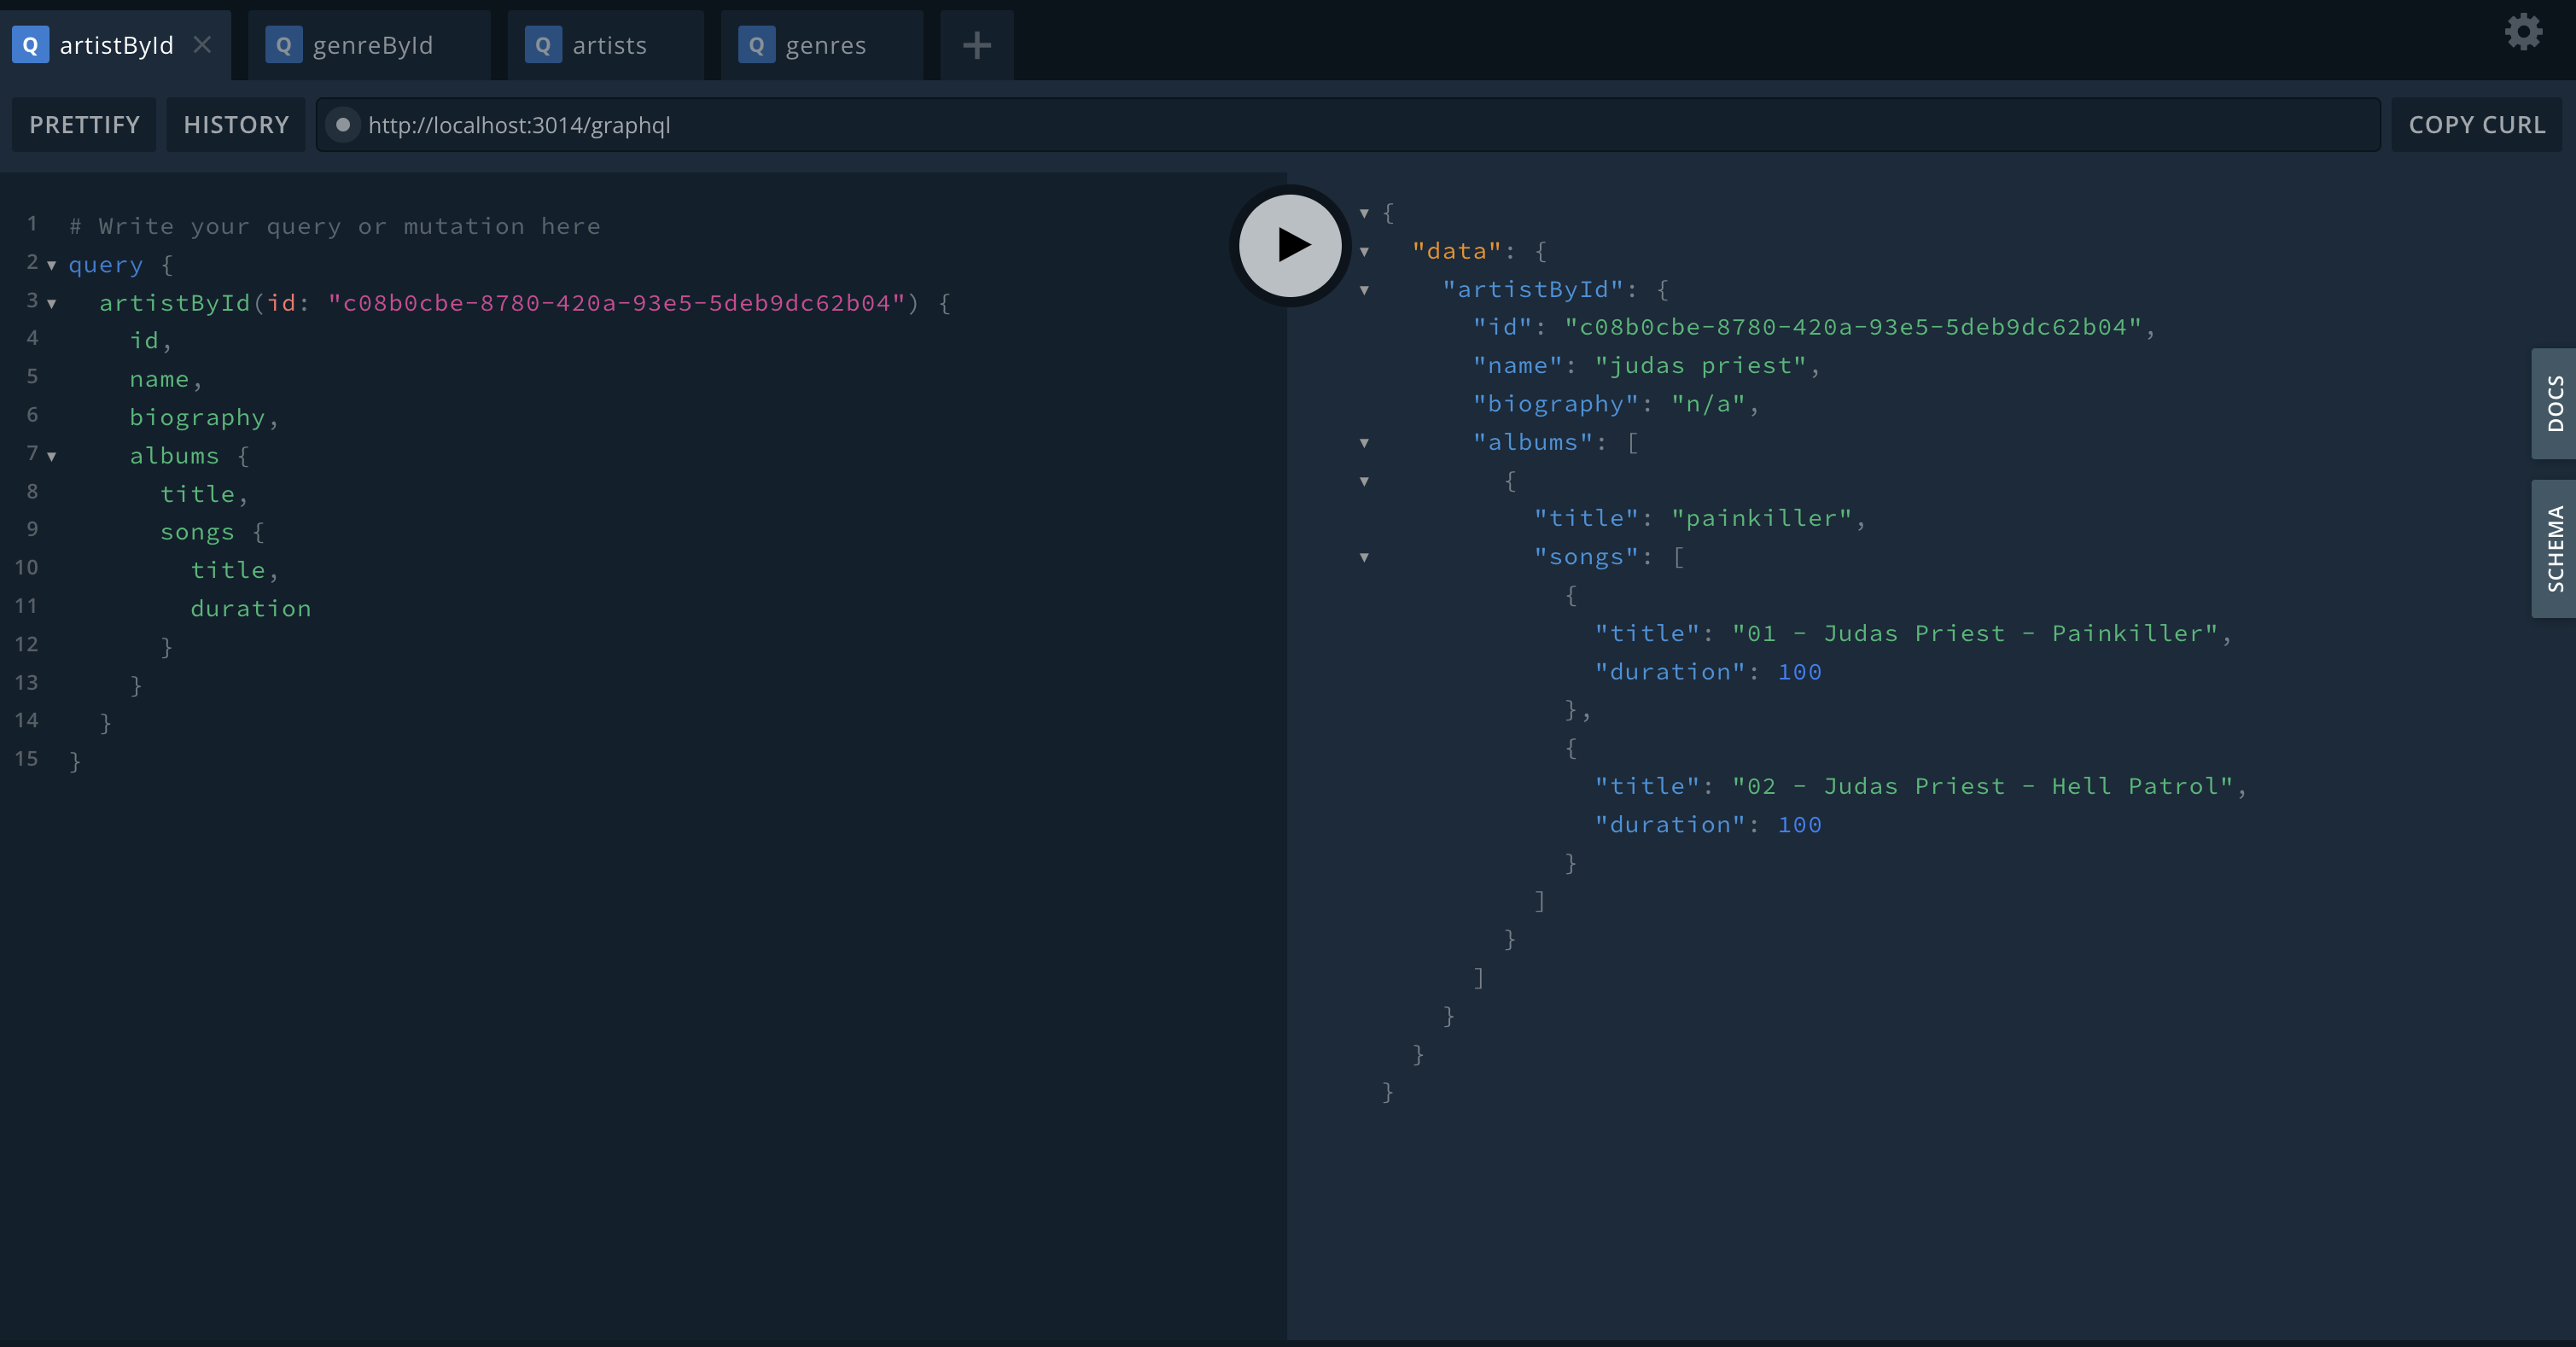 Q artistById Q genreById Q artists Q genres
PRETTIFY HISTORY http://localhost:3014/graphql COPY CURL
1 # Write your query or mutation here
2 query {
3 artistById(id: "c08b0cbe-8780-420a-93e5-5deb9dc62b04") {
4 id,
5 name,
6 biography,
7 albums {
8 title,
9 songs {
10 title,
11 duration
12 }
13 }
14 }
15 }
{
"data": {
"artistById": {
"id": "c08b0cbe-8780-420a-93e5-5deb9dc62b04",
"name": "judas priest",
"biography": "n/a",
"albums": [
{
"title": "painkiller",
"songs": [
{
"title": "01 - Judas Priest - Painkiller",
"duration": 100
},
{
"title": "02 - Judas Priest - Hell Patrol",
"duration": 100
}
]
}
]
}
}
}
DOCS
SCHEMA